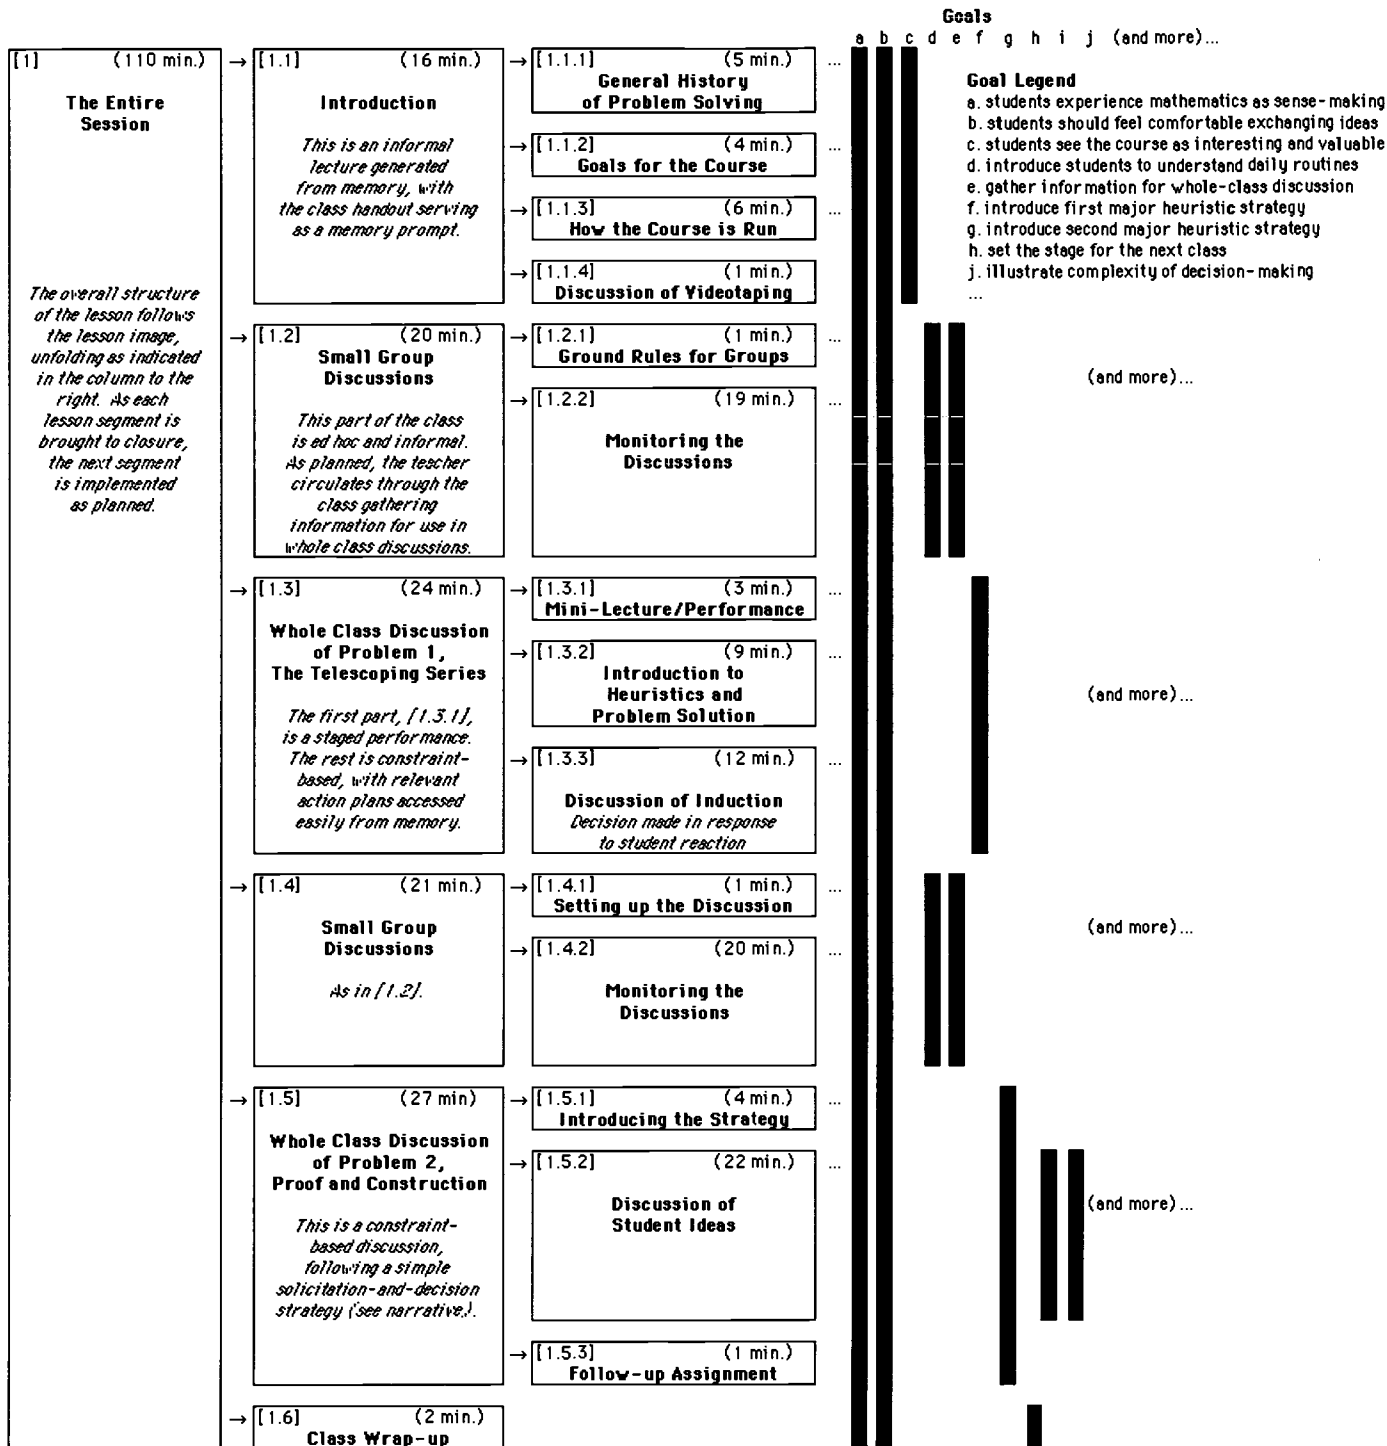 Goals
a b c d e f g h i j (and more)...
Goal Legend
a. students experience mathematics as sense-making
b. students should feel comfortable exchanging ideas
c. students see the course as interesting and valuable
d. introduce students to understand daily routines
e. gather information for whole-class discussion
f. introduce first major heuristic strategy
g. introduce second major heuristic strategy
h. set the stage for the next class
j. illustrate complexity of decision-making
...
[1] (110 min.)
The Entire
Session
The overall structure
of the lesson follows
the lesson image,
unfolding as indicated
in the column to the
right. As each
lesson segment is
brought to closure,
the next segment
is implemented
as planned.
→ [1.1] (16 min.)
Introduction
This is an informal
lecture generated
from memory, with
the class handout serving
as a memory prompt.
→ [1.1.1] (5 min.) ...
General History
of Problem Solving
→ [1.1.2] (4 min.) ...
Goals for the Course
→ [1.1.3] (6 min.) ...
How the Course is Run
→ [1.1.4] (1 min.) ...
Discussion of Videotaping
→ [1.2] (20 min.)
Small Group
Discussions
This part of the class
is ad hoc and informal.
As planned, the teacher
circulates through the
class gathering
information for use in
whole class discussions.
→ [1.2.1] (1 min.) ...
Ground Rules for Groups
→ [1.2.2] (19 min.) ...
Monitoring the
Discussions
(and more)...
→ [1.3] (24 min.)
Whole Class Discussion
of Problem 1,
The Telescoping Series
The first part, [1.3.1],
is a staged performance.
The rest is constraint-
based, with relevant
action plans accessed
easily from memory.
→ [1.3.1] (3 min.) ...
Mini-Lecture/Performance
→ [1.3.2] (9 min.) ...
Introduction to
Heuristics and
Problem Solution
→ [1.3.3] (12 min.) ...
Discussion of Induction
Decision made in response
to student reaction
(and more)...
→ [1.4] (21 min.)
Small Group
Discussions
As in [1.2].
→ [1.4.1] (1 min.) ...
Setting up the Discussion
→ [1.4.2] (20 min.) ...
Monitoring the
Discussions
(and more)...
→ [1.5] (27 min)
Whole Class Discussion
of Problem 2,
Proof and Construction
This is a constraint-
based discussion,
following a simple
solicitation-and-decision
strategy (see narrative).
→ [1.5.1] (4 min.) ...
Introducing the Strategy
→ [1.5.2] (22 min.) ...
Discussion of
Student Ideas
→ [1.5.3] (1 min.)
Follow-up Assignment
(and more)...
→ [1.6] (2 min.)
Class Wrap-up